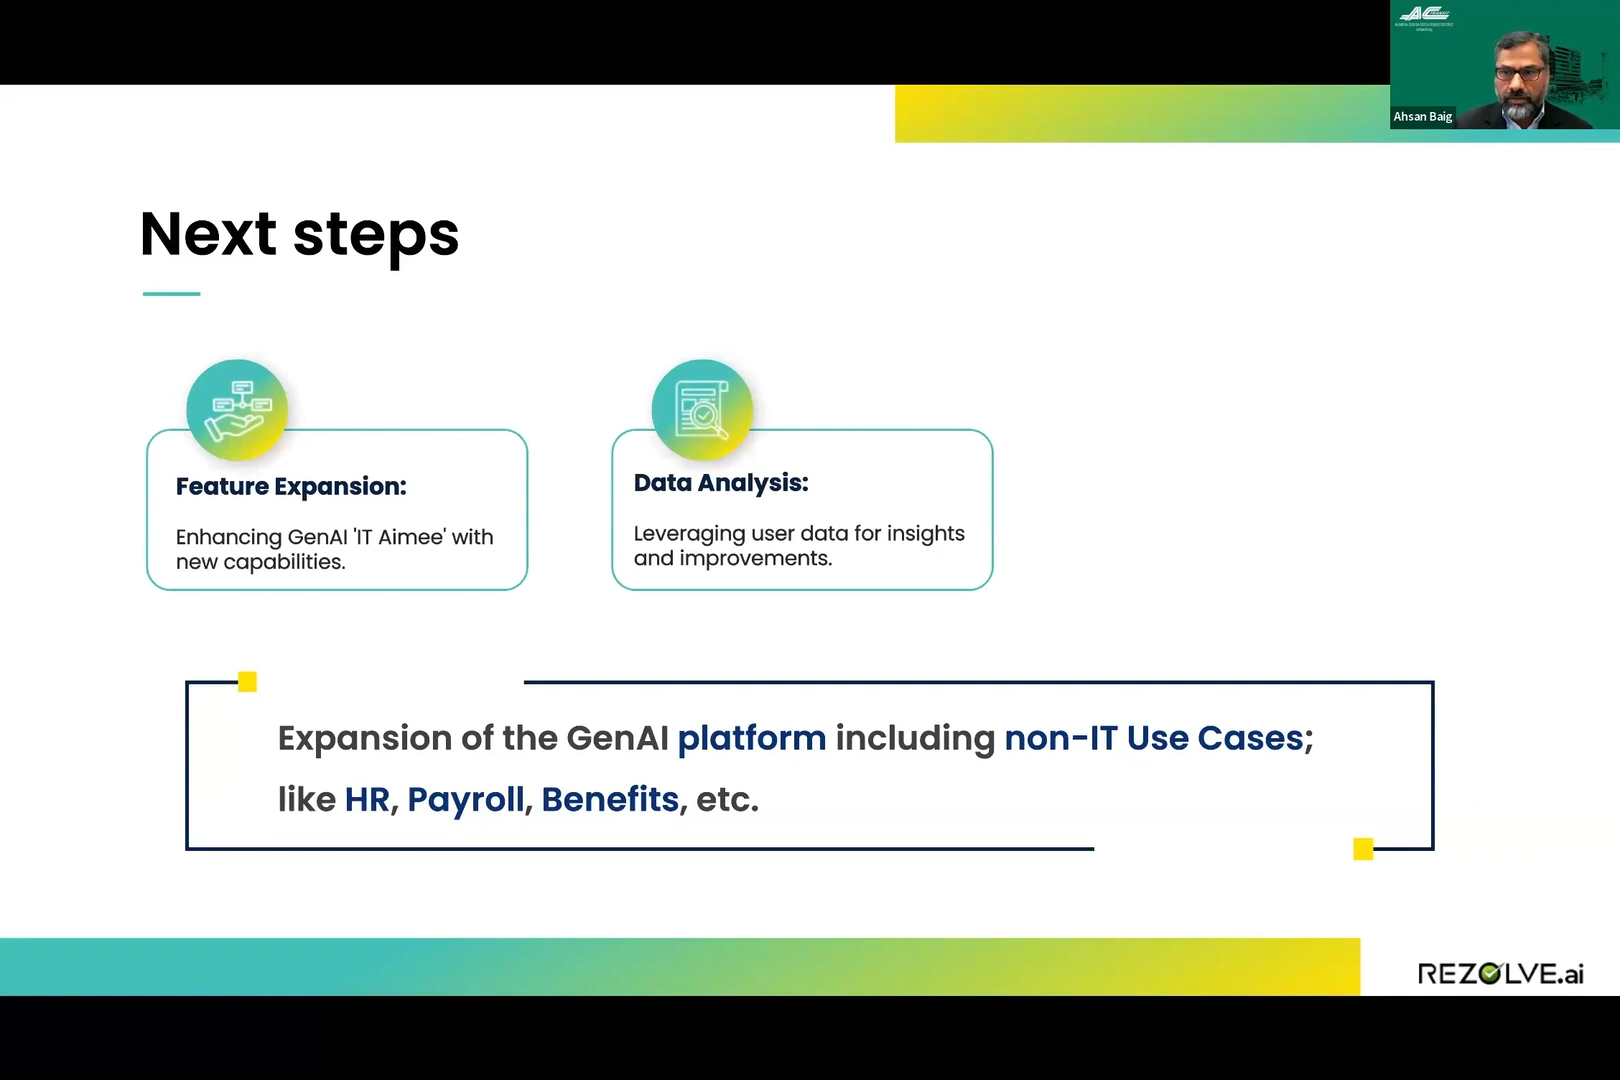 AC TRANSIT
Ahsan Baig
Next steps
Feature Expansion:
Enhancing GenAI 'IT Aimee' with
new capabilities.
Data Analysis:
Leveraging user data for insights
and improvements.
Expansion of the GenAI platform including non-IT Use Cases;
like HR, Payroll, Benefits, etc.
REZOLVE.ai